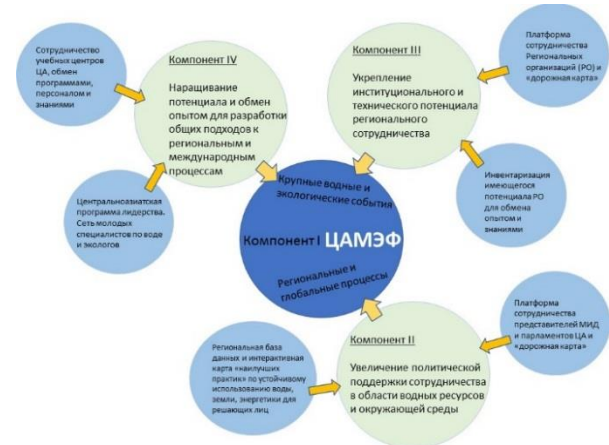 Сотрудничество
учебных центров
ЦА, обмен
программами,
персоналом и
знаниями
Компонент IV
Наращивание
потенциала и обмен
опытом для разработки
общих подходов к
региональным и
международным
процессам
Центральноазиатская
программа лидерства.
Сеть молодых
специалистов по воде
и экологов
Компонент III
Укрепление
институционального и
технического потенциала
регионального
сотрудничества
Платформа
сотрудничества
Региональных
организаций (РО) и
«дорожная карта»
Инвентаризация
имеющегося
потенциала РО
для обмена
опытом и
знаниями
Крупные водные и
экологические события
Компонент I ЦАМЭФ
Региональные и
глобальные процессы
Региональная база
данных и интерактивная
карта «наилучших
практик» по устойчивому
использованию воды,
земли, энергетики для
решающих лиц
Компонент II
Увеличение политической
поддержки сотрудничества
в области водных ресурсов
и окружающей среды
Платформа
сотрудничества
представителей МИД
и парламентов ЦА и
«дорожная карта»